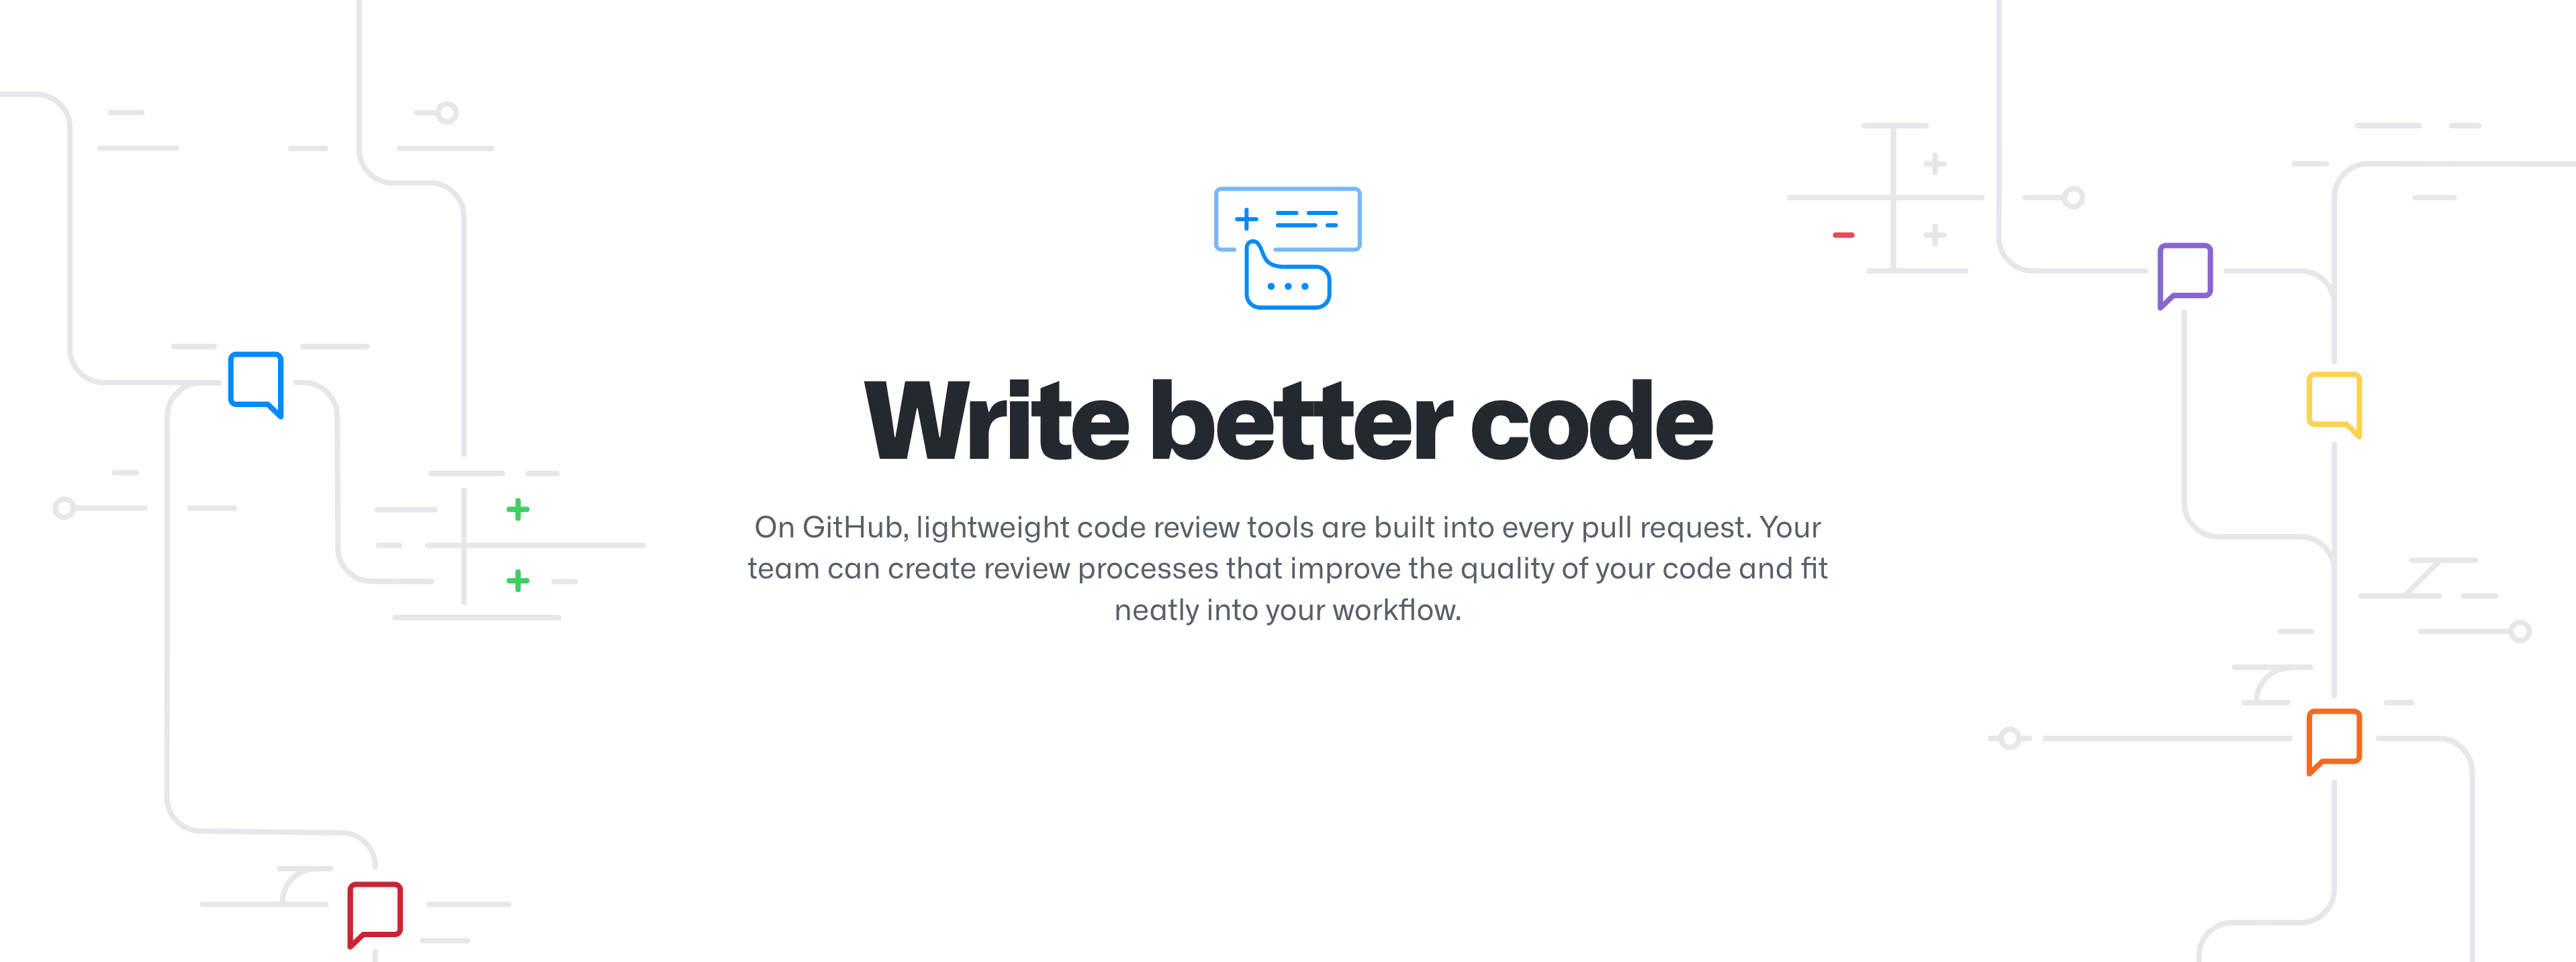 Write better code
On GitHub, lightweight code review tools are built into every pull request. Your
team can create review processes that improve the quality of your code and fit
neatly into your workflow.